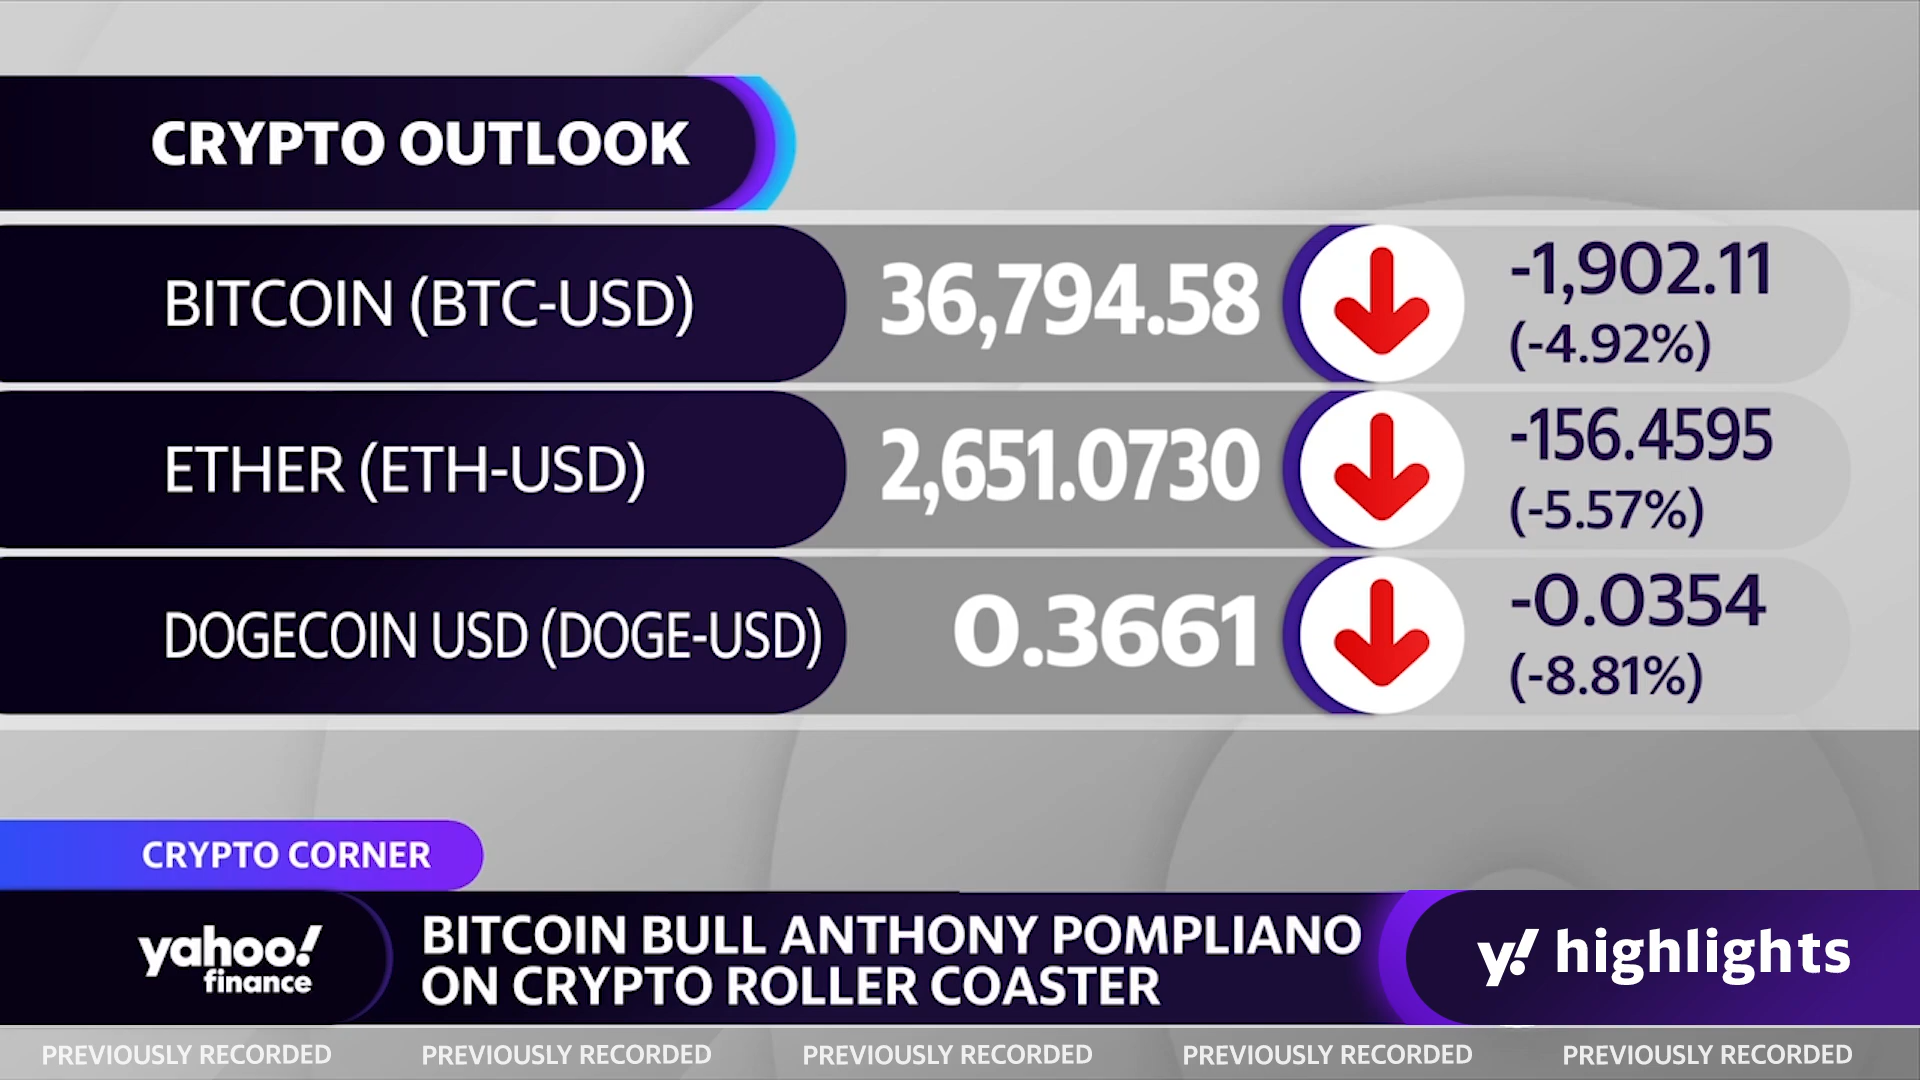 CRYPTO OUTLOOK
BITCOIN (BTC-USD) 36,794.58 -1,902.11
(-4.92%)
ETHER (ETH-USD) 2,651.0730 -156.4595
(-5.57%)
DOGECOIN USD (DOGE-USD) 0.3661 -0.0354
(-8.81%)
CRYPTO CORNER
yahoo!
finance
BITCOIN BULL ANTHONY POMPLIANO
ON CRYPTO ROLLER COASTER
y! highlights
PREVIOUSLY RECORDED PREVIOUSLY RECORDED PREVIOUSLY RECORDED PREVIOUSLY RECORDED PREVIOUSLY RECORDED